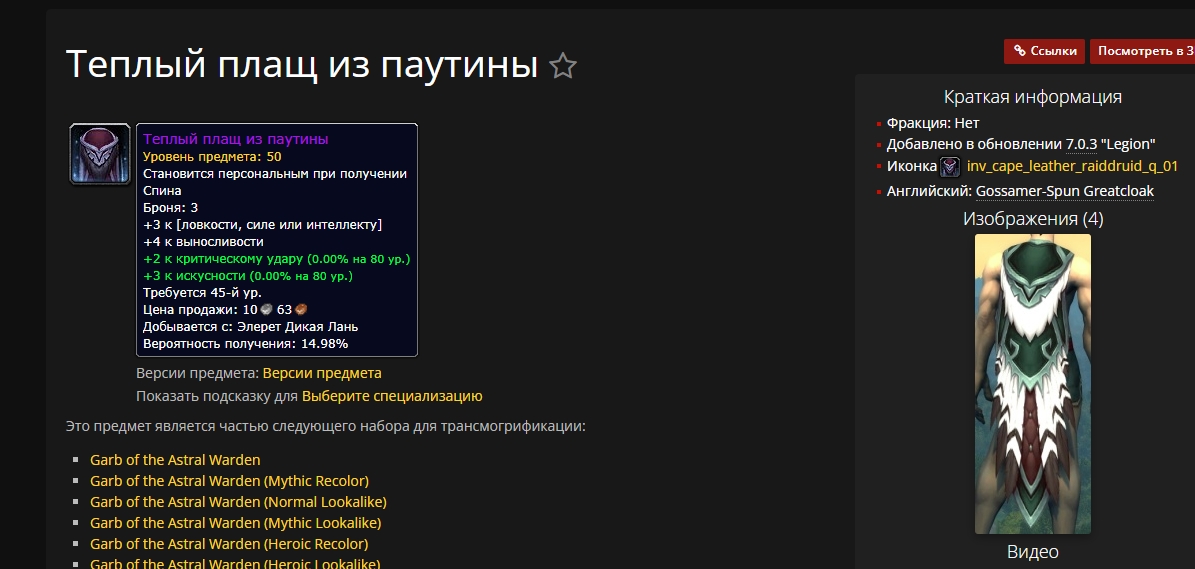 Теплый плащ из паутины
Ссылки
Посмотреть в 3
Теплый плащ из паутины
Уровень предмета: 50
Становится персональным при получении
Спина
Броня: 3
+3 к [ловкости, силе или интеллекту]
+4 к выносливости
+2 к критическому удару (0.00% на 80 ур.)
+3 к искусности (0.00% на 80 ур.)
Требуется 45-й ур.
Цена продажи: 10 63
Добывается с: Элерет Дикая Лань
Вероятность получения: 14.98%
Версии предмета: Версии предмета
Показать подсказку для Выберите специализацию
Это предмет является частью следующего набора для трансмогрификации:
Garb of the Astral Warden
Garb of the Astral Warden (Mythic Recolor)
Garb of the Astral Warden (Normal Lookalike)
Garb of the Astral Warden (Mythic Lookalike)
Garb of the Astral Warden (Heroic Recolor)
Garb of the Astral Warden (Heroic Lookalike)
Краткая информация
Фракция: Нет
Добавлено в обновлении 7.0.3 "Legion"
Иконка inv_cape_leather_raiddruid_q_01
Английский: Gossamer-Spun Greatcloak
Изображения (4)
Видео